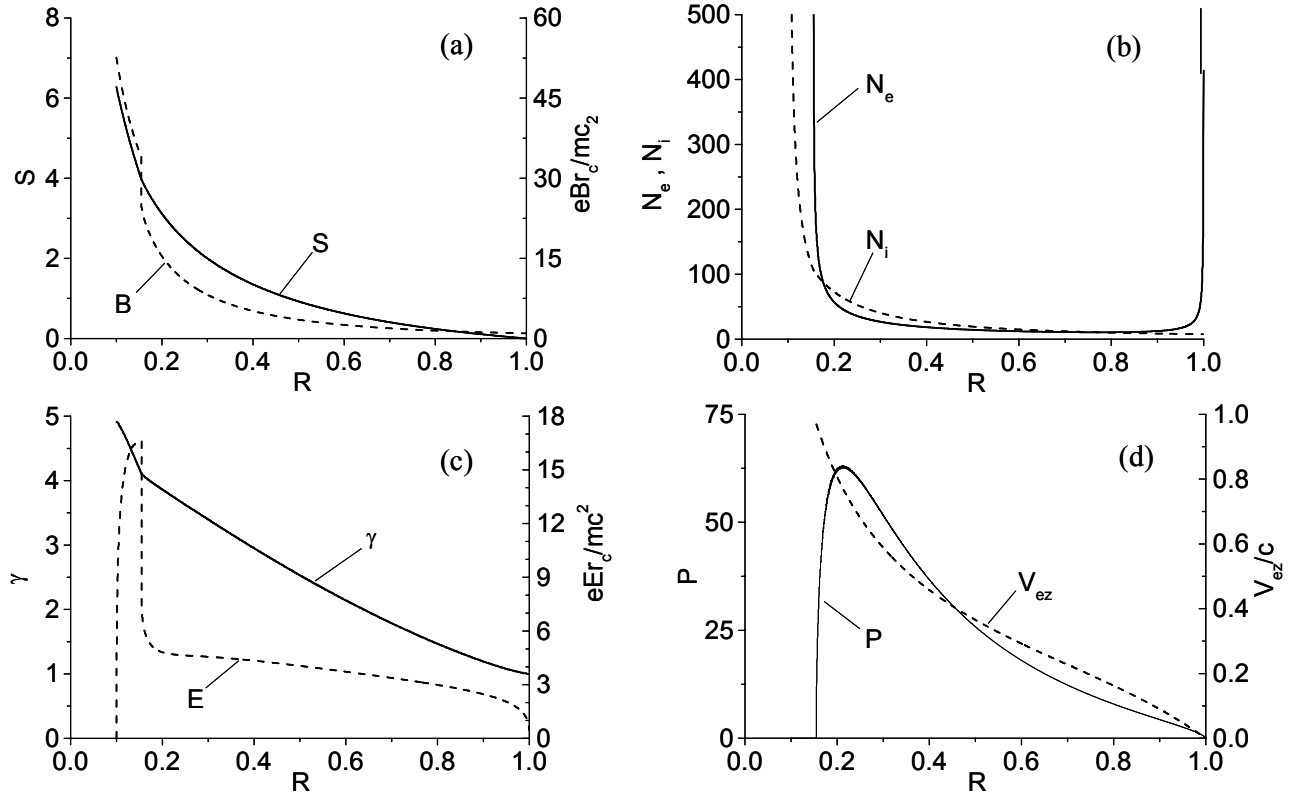 (a)
8
6
4
2
0
S
60
45
30
15
0
eBr_c/mc_2
S
B
0.0 0.2 0.4 0.6 0.8 1.0
R
(b)
500
400
300
200
100
0
N_e , N_i
N_e
N_i
0.0 0.2 0.4 0.6 0.8 1.0
R
(c)
5
4
3
2
1
0
γ
18
15
12
9
6
3
0
eEr_c/mc^2
γ
E
0.0 0.2 0.4 0.6 0.8 1.0
R
(d)
75
50
25
0
P
1.0
0.8
0.6
0.4
0.2
0.0
V_ez/c
V_ez
P
0.0 0.2 0.4 0.6 0.8 1.0
R